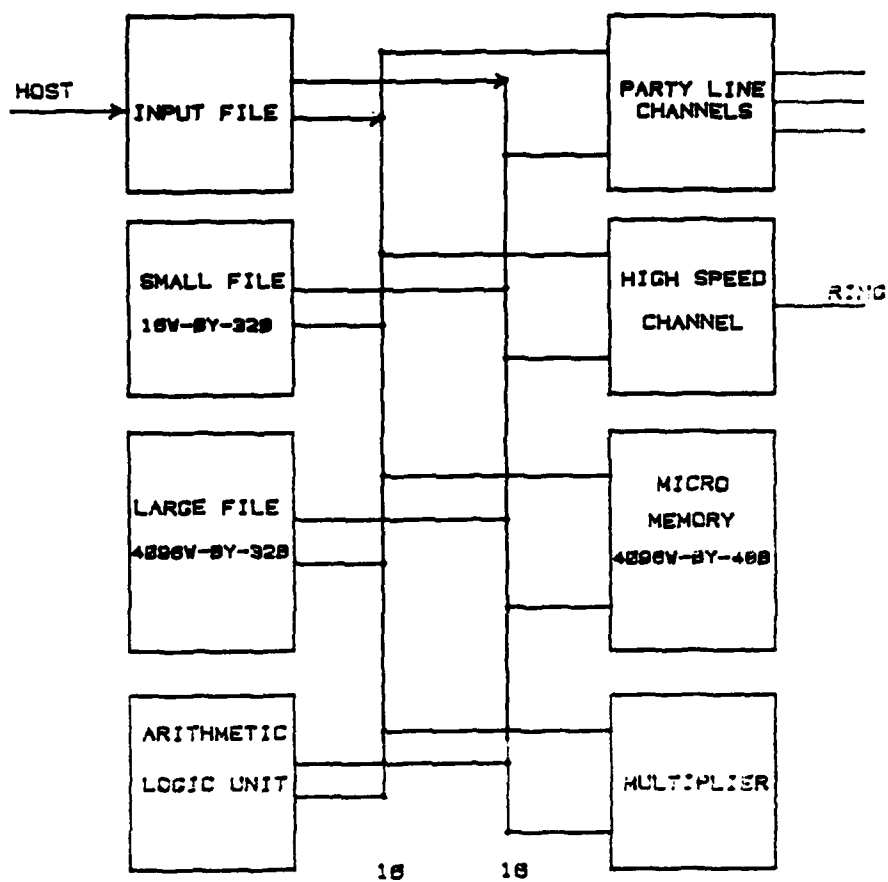 HOST
INPUT FILE
PARTY LINE
CHANNELS
SMALL FILE
16W-BY-32B
HIGH SPEED
CHANNEL
RING
LARGE FILE
4096W-BY-32B
MICRO
MEMORY
4096W-BY-40B
ARITHMETIC
LOGIC UNIT
MULTIPLIER
16 16